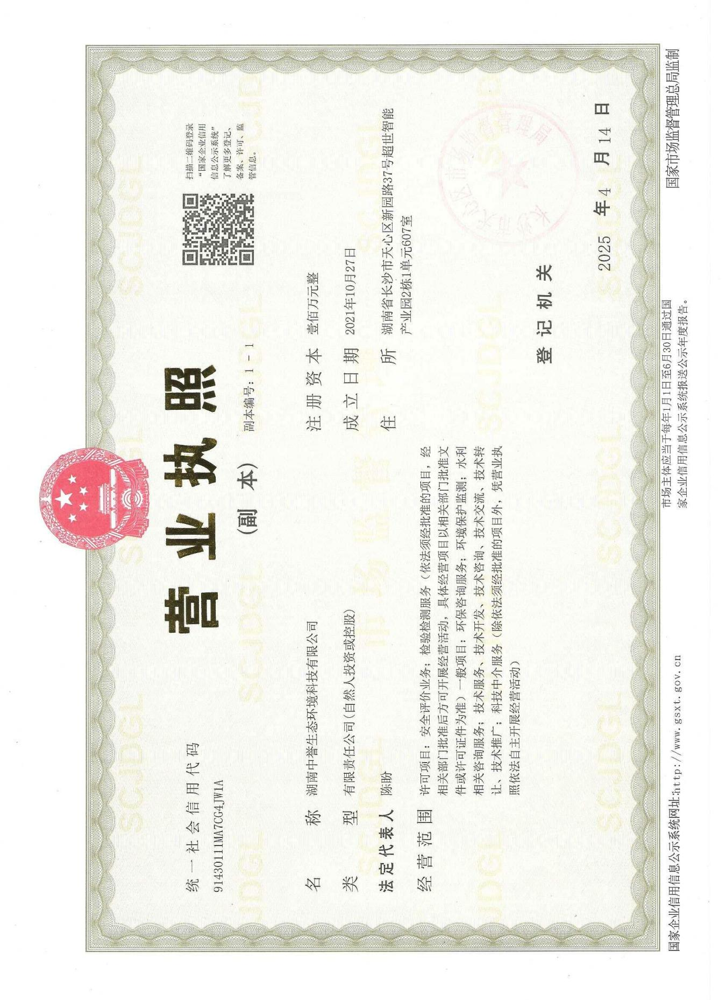 营业执照
(副 本)
副本编号: 1 - 1
统一社会信用代码
91430111MA7CG4JW1A
扫描二维码登录
“国家企业信用
信息公示系统”
了解更多登记、
备案、许可、监
管信息。
名称 湖南中誉生态环境科技有限公司
类型 有限责任公司(自然人投资或控股)
法定代表人 陈盼
经营范围 许可项目：安全评价业务；检验检测服务（依法须经批准的项目，经
相关部门批准后方可开展经营活动，具体经营项目以相关部门批准文
件或许可证件为准）一般项目：环保咨询服务；环境保护监测；水利
相关咨询服务；技术服务、技术开发、技术咨询、技术交流、技术转
让、技术推广；科技中介服务（除依法须经批准的项目外，凭营业执
照依法自主开展经营活动）
注册资本 壹佰万元整
成立日期 2021年10月27日
住所 湖南省长沙市天心区新园路37号超世智能
产业园2栋1单元607室
登记机关
2025 年 4 月 14 日
国家企业信用信息公示系统网址:http://www.gsxt.gov.cn
市场主体应当于每年1月1日至6月30日通过国
家企业信用信息公示系统报送公示年度报告。
国家市场监督管理总局监制